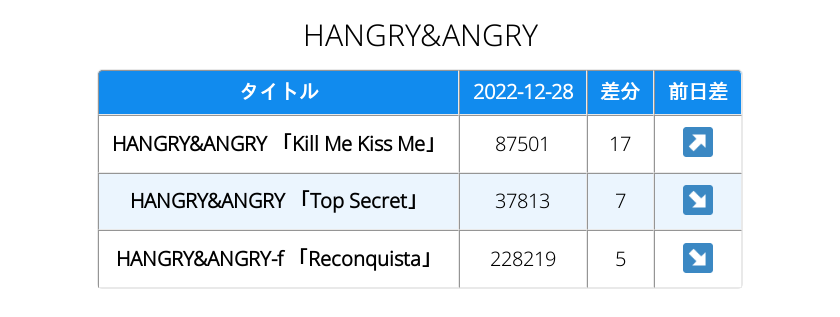 HANGRY&ANGRY
タイトル 2022-12-28 差分 前日差
HANGRY&ANGRY 「Kill Me Kiss Me」 87501 17 ↗
HANGRY&ANGRY 「Top Secret」 37813 7 ↘
HANGRY&ANGRY-f 「Reconquista」 228219 5 ↘